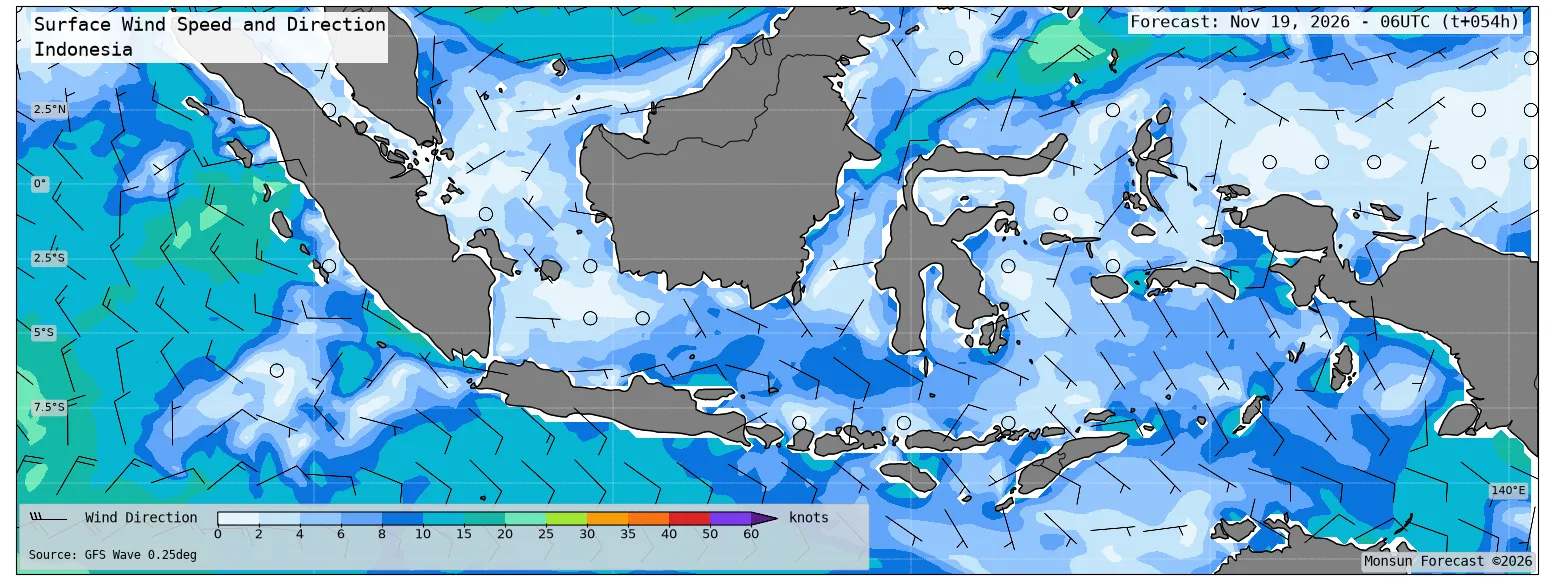 Surface Wind Speed and Direction
Indonesia
Forecast: Nov 19, 2026 - 06UTC (t+054h)
2.5°N
0°
2.5°S
5°S
7.5°S
140°E
Wind Direction
0 2 4 6 8 10 15 20 25 30 35 40 50 60
knots
Source: GFS Wave 0.25deg
Monsun Forecast ©2026